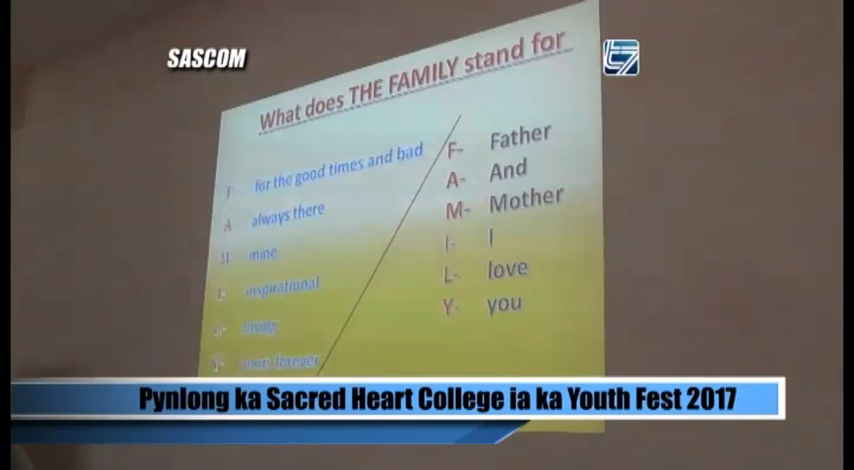 SASCOM
What does THE FAMILY stand for
F for the good times and bad
A always there
M mine
I- inspirational
L- loving
Y- yours forever
F- Father
A- And
M- Mother
I- I
L- love
Y- you
Pynlong ka Sacred Heart College ia ka Youth Fest 2017